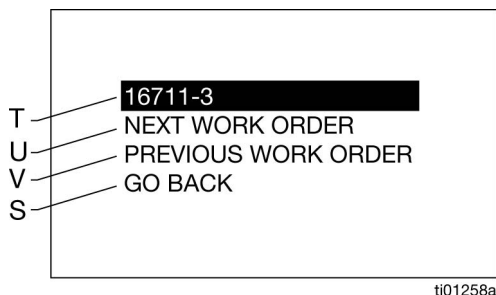 T 16711-3
U NEXT WORK ORDER
V PREVIOUS WORK ORDER
S GO BACK
ti01258a